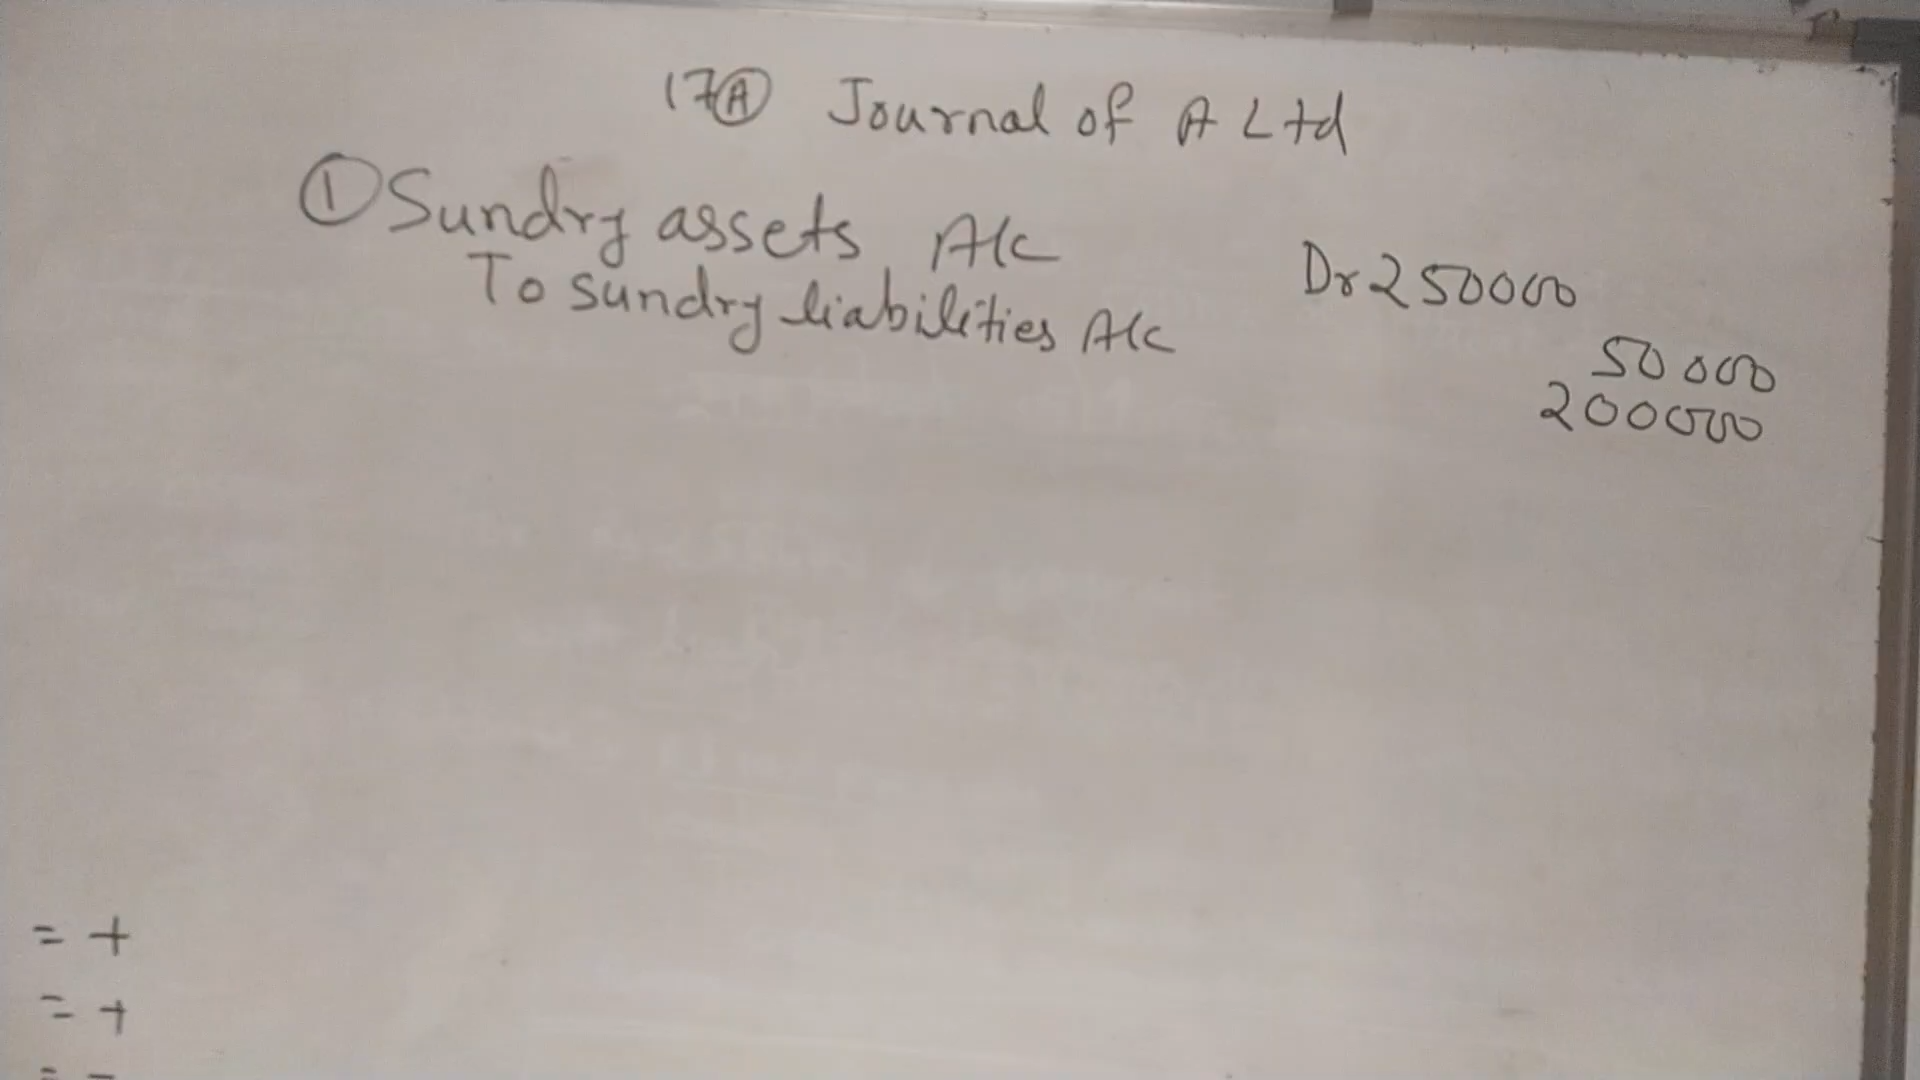 17Ⓐ Journal of A Ltd
① Sundry assets A/c Dr 250000
To sundry liabilities A/c 50000
200000
= +
= +
= -